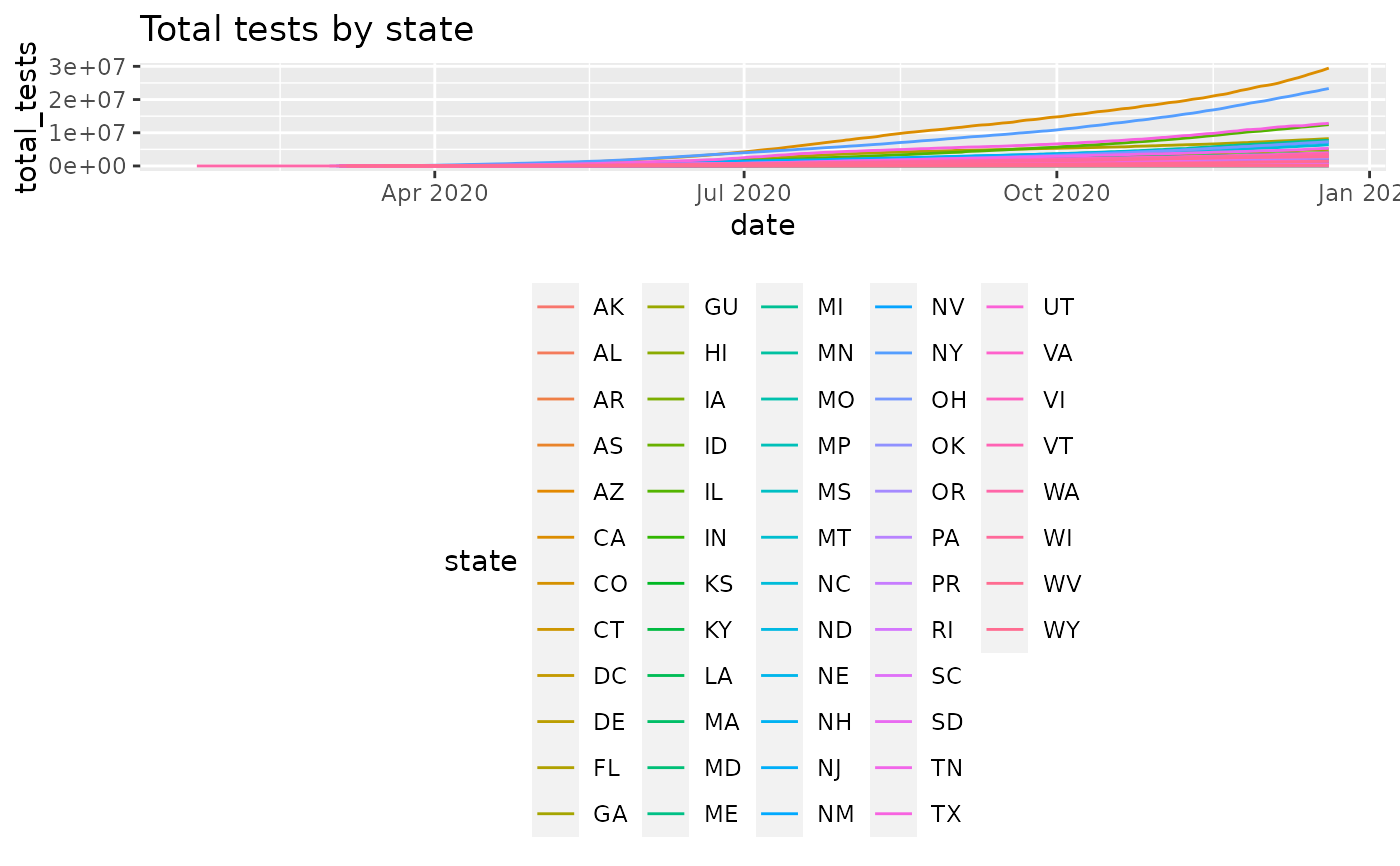 Total tests by state
total_tests
3e+07
2e+07
1e+07
0e+00
Apr 2020
Jul 2020
Oct 2020
Jan 202
date
state
AK
AL
AR
AS
AZ
CA
CO
CT
DC
DE
FL
GA
GU
HI
IA
ID
IL
IN
KS
KY
LA
MA
MD
ME
MI
MN
MO
MP
MS
MT
NC
ND
NE
NH
NJ
NM
NV
NY
OH
OK
OR
PA
PR
RI
SC
SD
TN
TX
UT
VA
VI
VT
WA
WI
WV
WY